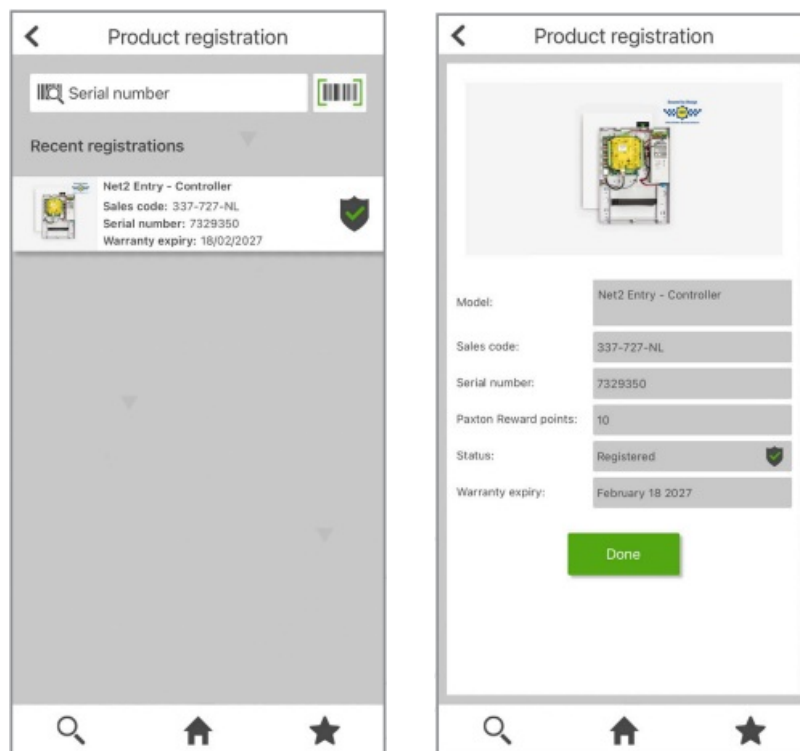 Product registration
Serial number
Recent registrations
Net2 Entry - Controller
Sales code: 337-727-NL
Serial number: 7329350
Warranty expiry: 18/02/2027
Product registration
Model: Net2 Entry - Controller
Sales code: 337-727-NL
Serial number: 7329350
Paxton Reward points: 10
Status: Registered
Warranty expiry: February 18 2027
Done